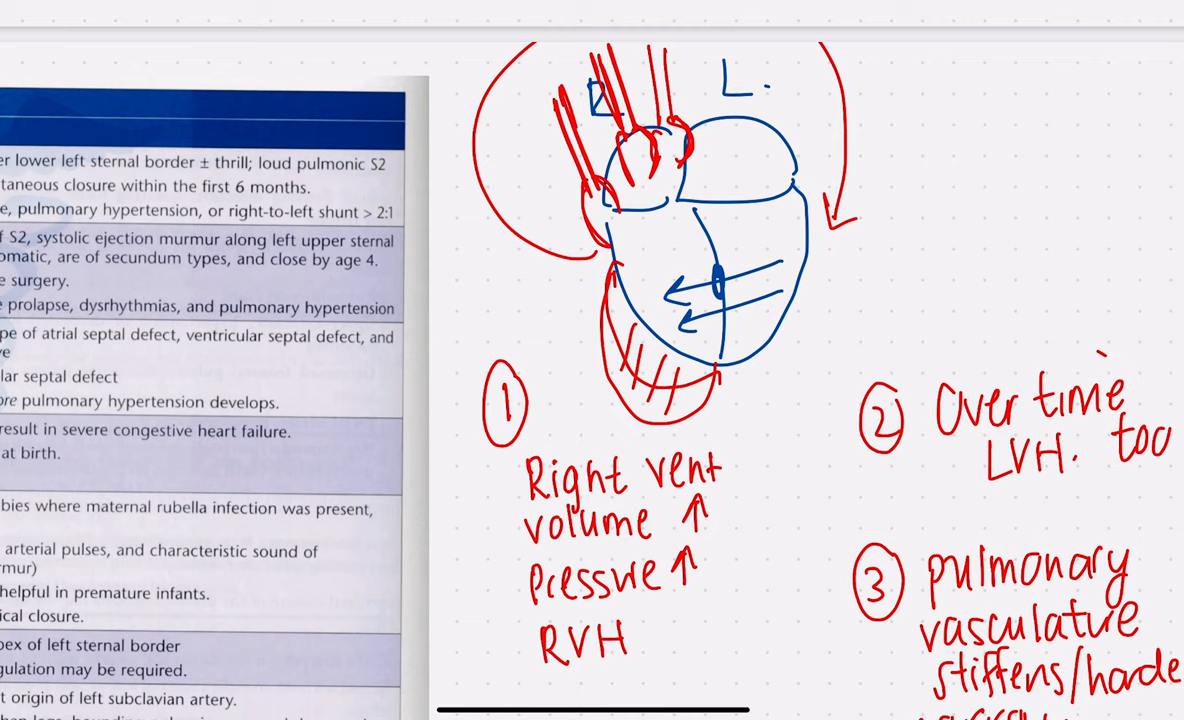 er lower left sternal border ± thrill; loud pulmonic S2
taneous closure within the first 6 months.
e, pulmonary hypertension, or right-to-left shunt > 2:1
f S2, systolic ejection murmur along left upper sternal
omatic, are of secundum types, and close by age 4.
e surgery.
e prolapse, dysrhythmias, and pulmonary hypertension
pe of atrial septal defect, ventricular septal defect, and
ve
lar septal defect
ore pulmonary hypertension develops.
result in severe congestive heart failure.
at birth.
bies where maternal rubella infection was present,
arterial pulses, and characteristic sound of
rmur)
helpful in premature infants.
ical closure.
pex of left sternal border
gulation may be required.
t origin of left subclavian artery.
R
L.
1
Right vent
volume ↑
Pressure ↑
RVH
2 Over time
LVH. too
3 pulmonary
vasculature
stiffens/harde